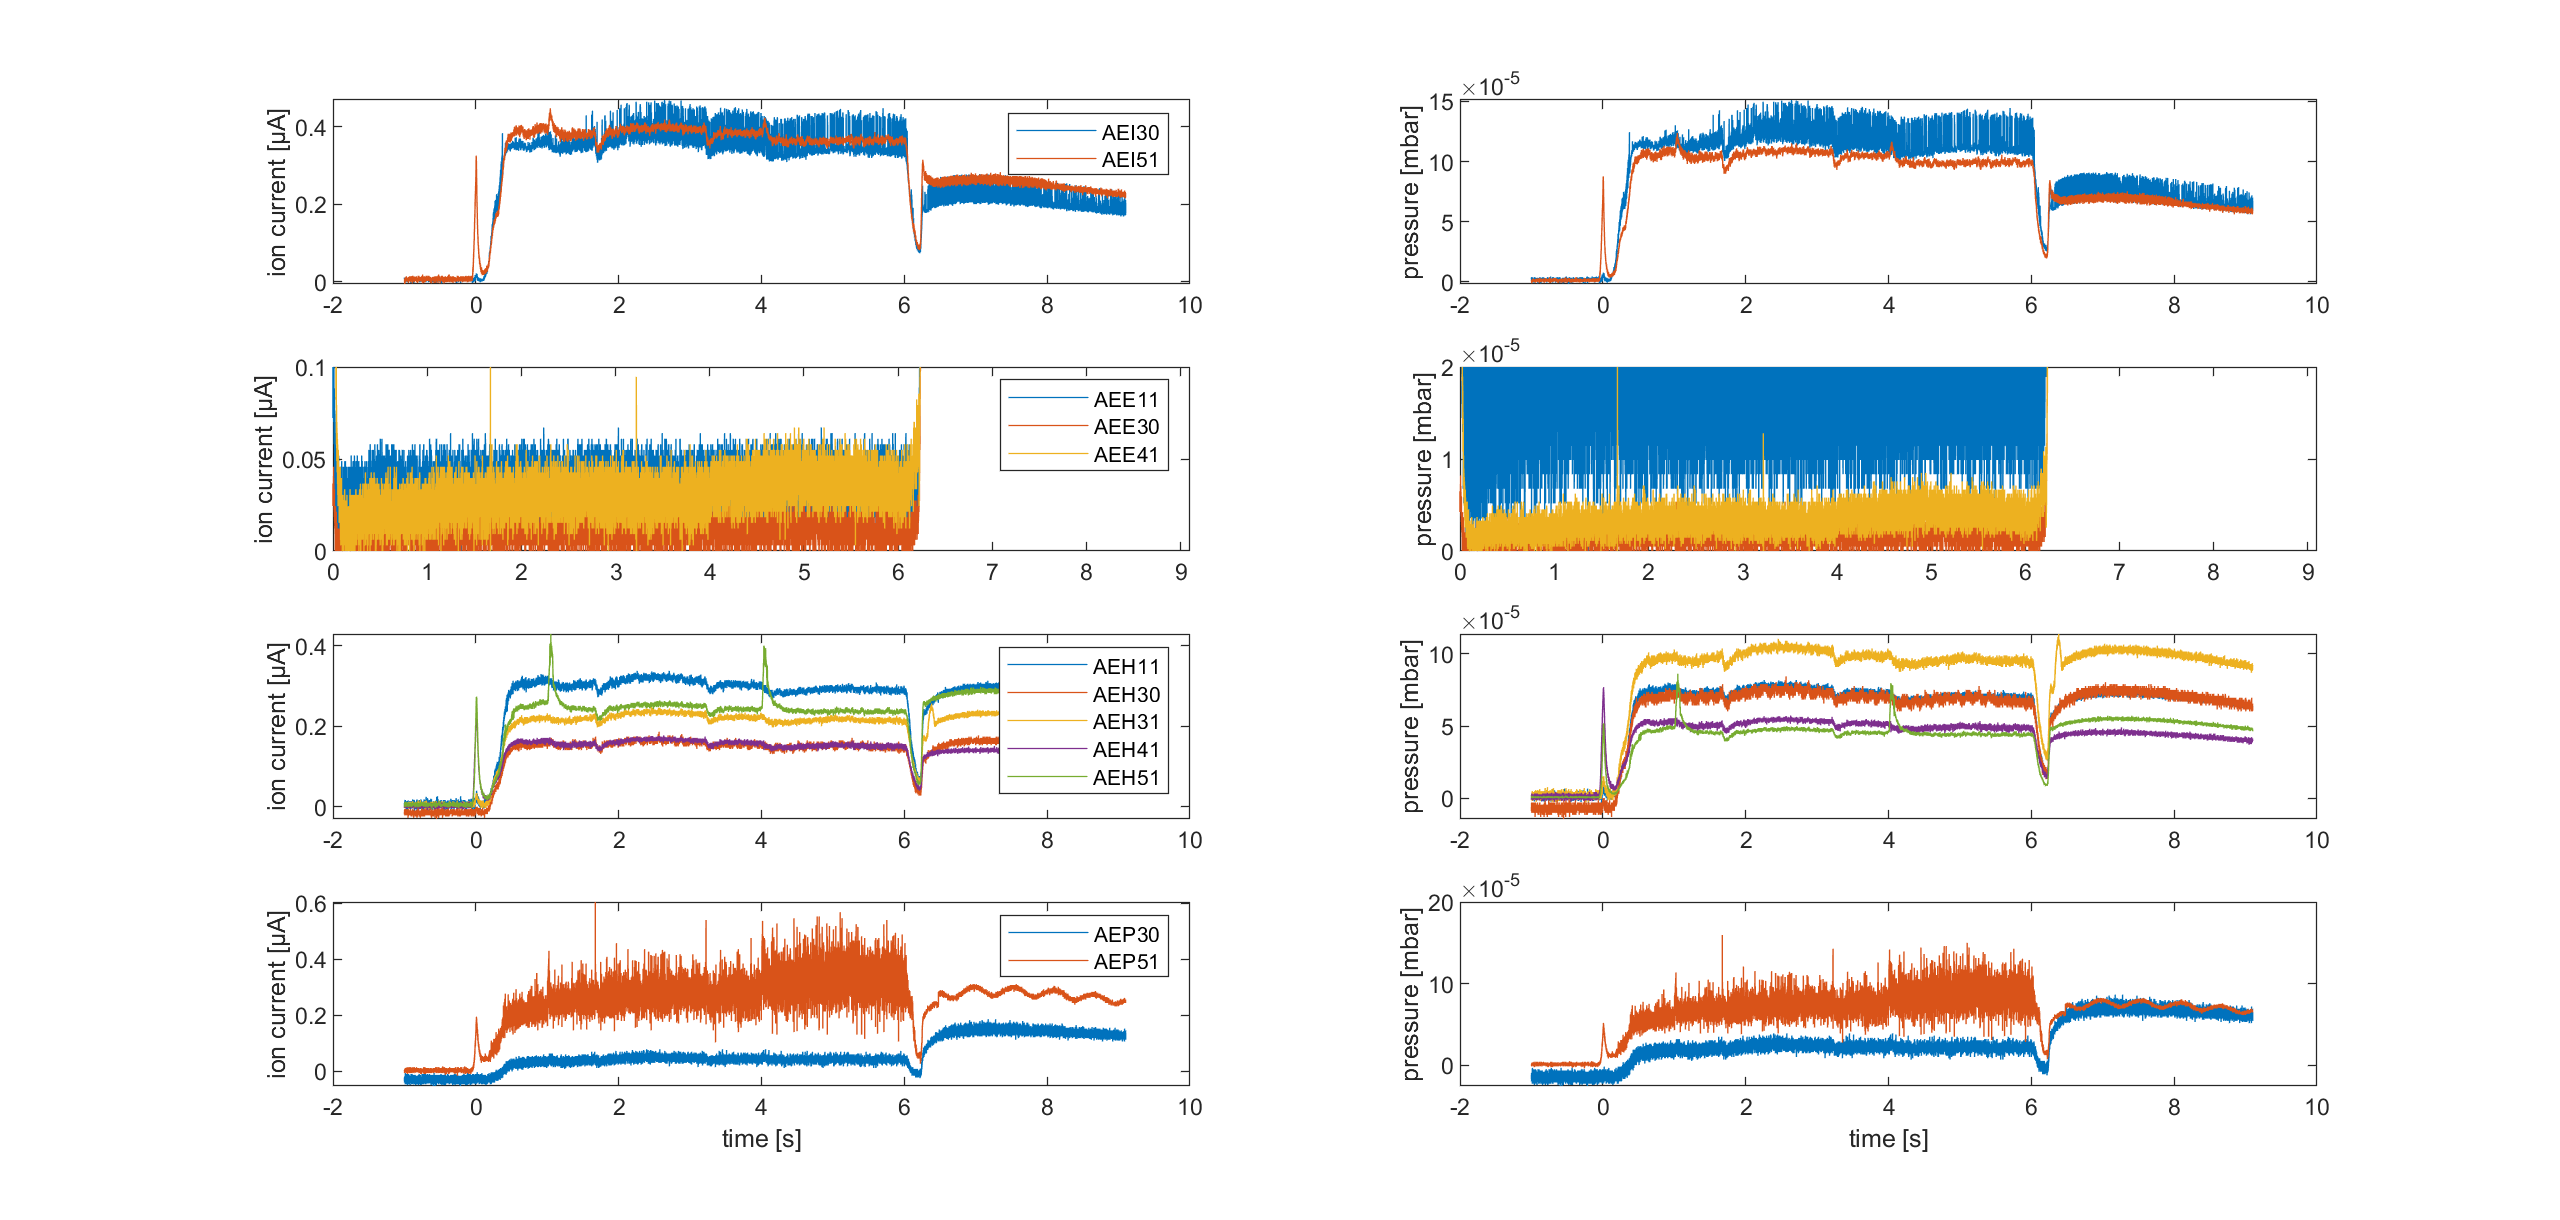 ion current [µA]
0.4
0.2
0
-2 0 2 4 6 8 10
AEI30
AEI51
×10-5
pressure [mbar]
15
10
5
0
-2 0 2 4 6 8 10
ion current [µA]
0.1
0.05
0
0 1 2 3 4 5 6 7 8 9
AEE11
AEE30
AEE41
×10-5
pressure [mbar]
2
1
0
0 1 2 3 4 5 6 7 8 9
ion current [µA]
0.4
0.2
0
-2 0 2 4 6 8 10
AEH11
AEH30
AEH31
AEH41
AEH51
×10-5
pressure [mbar]
10
5
0
-2 0 2 4 6 8 10
ion current [µA]
0.6
0.4
0.2
0
-2 0 2 4 6 8 10
time [s]
AEP30
AEP51
×10-5
pressure [mbar]
20
10
0
-2 0 2 4 6 8 10
time [s]